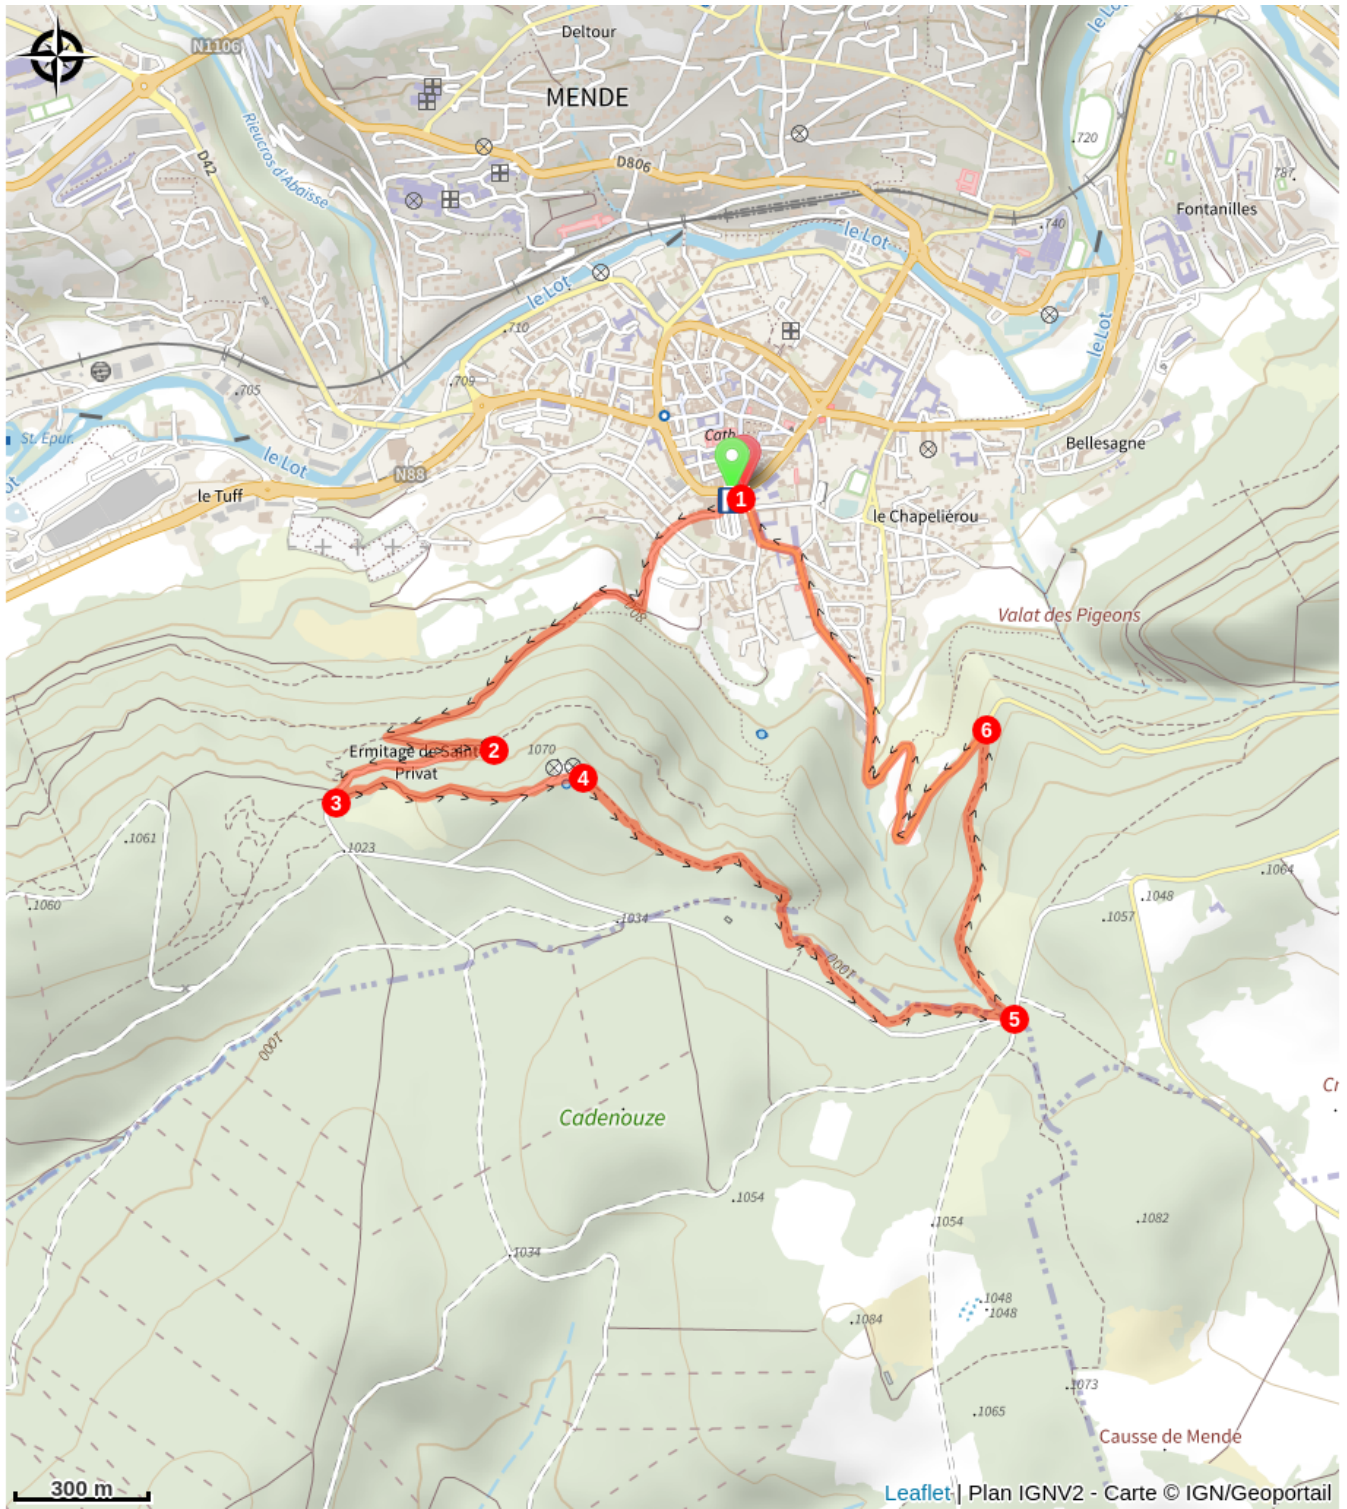 Deltour
N1106
MENDE
Rieucros d'Abaïsse
720
D42
D806
787
Fontanilles
740
le Lot
le Lot
le Lot
le Lot
710
705
709
Cath
St. Epur.
le Lot
Bellesagne
N88
le Tuff
1
le Chapeliérou
800
Valat des Pigeons
6
Ermitage de Saint
2
1070
Privat
4
3
1061
1023
1064
1048
1060
1034
1057
1000
5
1000
Cadenouze
1054
1082
1054
1034
1048
1048
1084
1073
1065
Causse de Mende
300 m
Leaflet | Plan IGNV2 - Carte © IGN/Geoportail